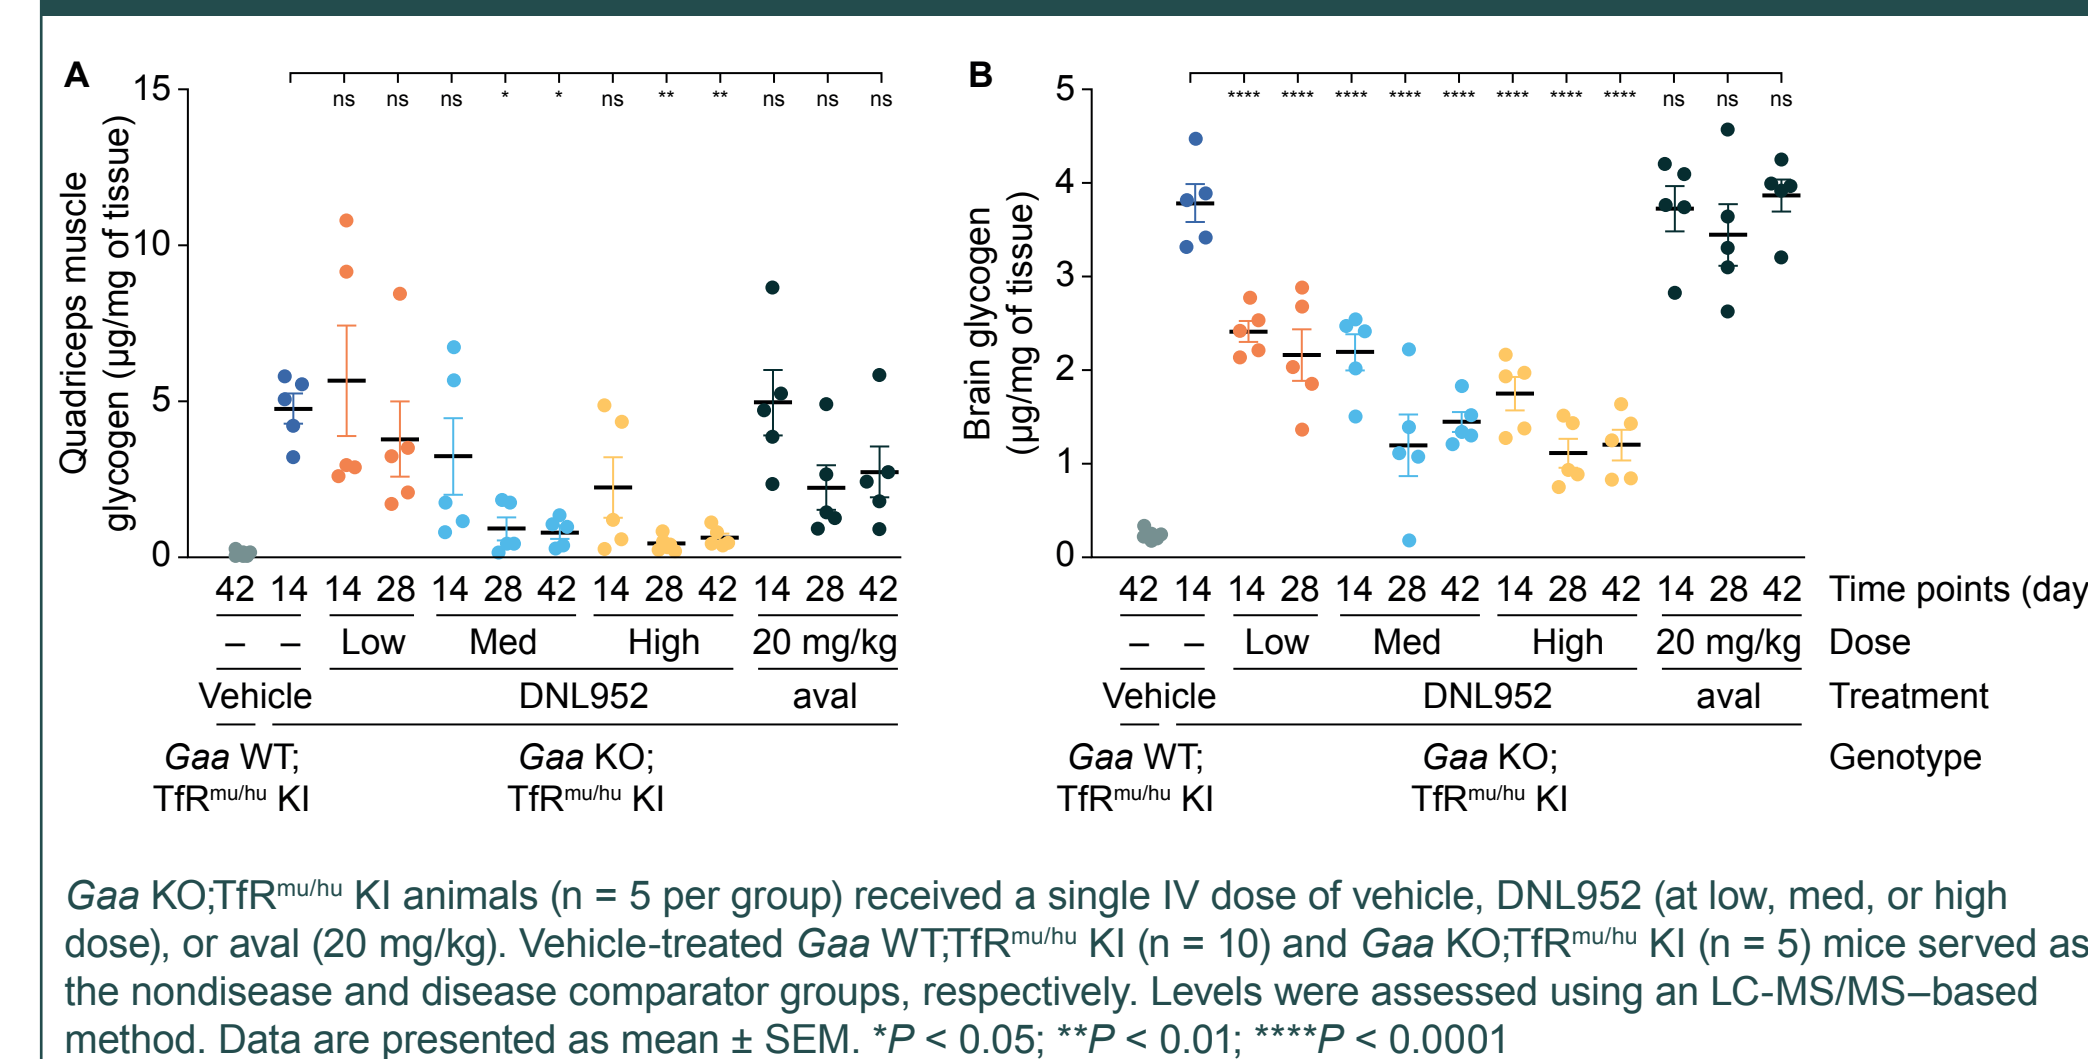 A
B
15
10
5
0
Quadriceps muscle
glycogen (µg/mg of tissue)
ns ns ns * * ns ** ** ns ns ns
5
4
3
2
1
0
Brain glycogen
(µg/mg of tissue)
**** **** **** **** **** **** **** **** ns ns ns
42 14 14 28 14 28 42 14 28 42 14 28 42
– – Low Med High 20 mg/kg
Vehicle DNL952 aval
Gaa WT; Gaa KO;
TfRmu/hu KI TfRmu/hu KI
42 14 14 28 14 28 42 14 28 42 14 28 42 Time points (day
– – Low Med High 20 mg/kg Dose
Vehicle DNL952 aval Treatment
Gaa WT; Gaa KO; Genotype
TfRmu/hu KI TfRmu/hu KI
Gaa KO;TfRmu/hu KI animals (n = 5 per group) received a single IV dose of vehicle, DNL952 (at low, med, or high
dose), or aval (20 mg/kg). Vehicle-treated Gaa WT;TfRmu/hu KI (n = 10) and Gaa KO;TfRmu/hu KI (n = 5) mice served as
the nondisease and disease comparator groups, respectively. Levels were assessed using an LC-MS/MS–based
method. Data are presented as mean ± SEM. *P < 0.05; **P < 0.01; ****P < 0.0001